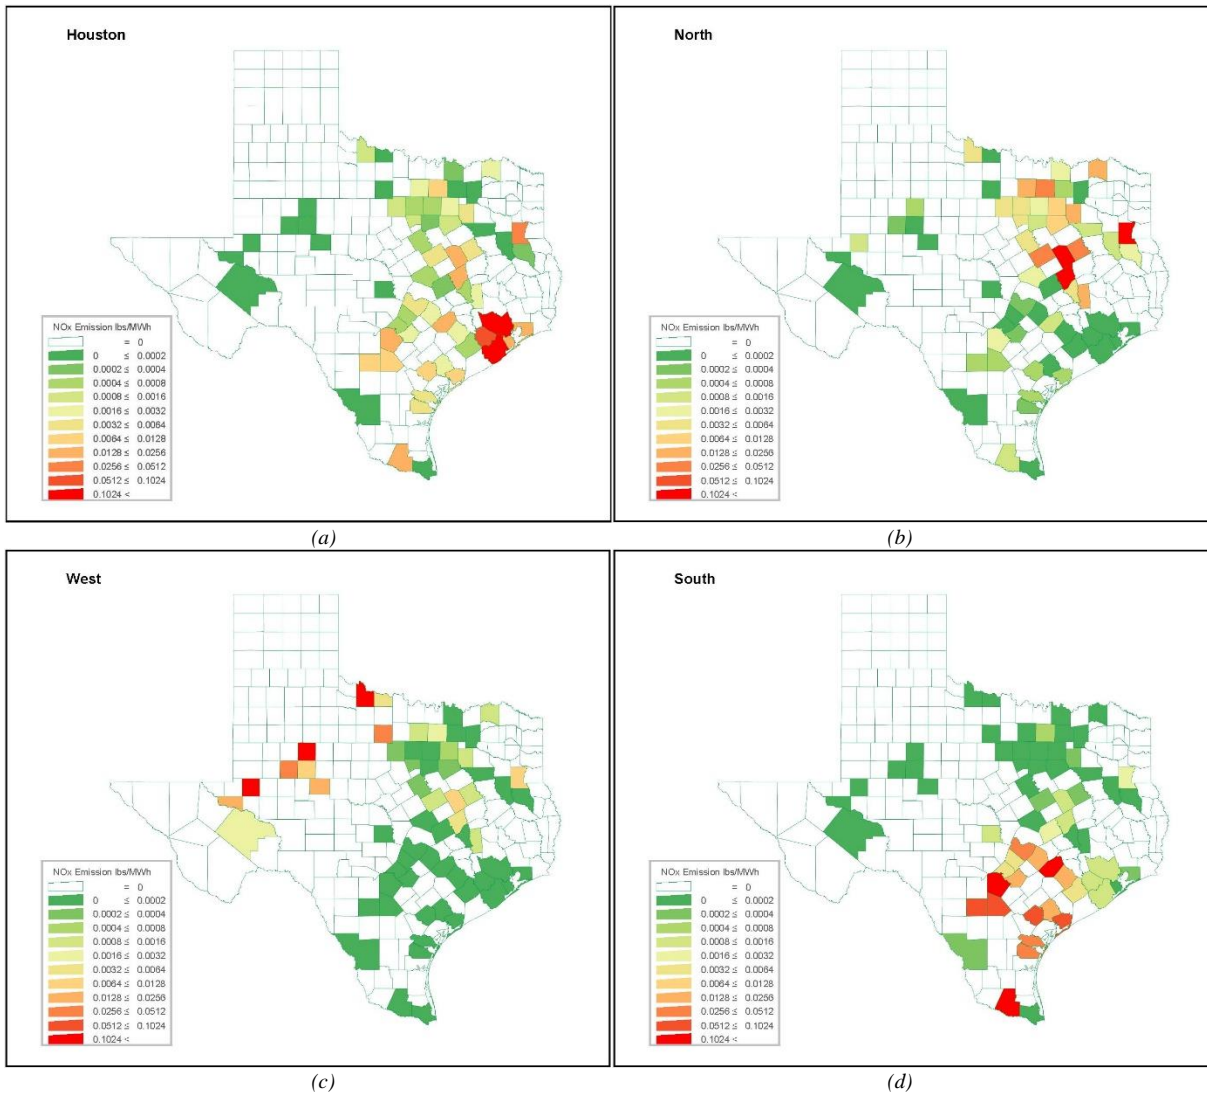 Houston
NOx Emission lbs/MWh
= 0
0 ≤ 0.0002
0.0002 ≤ 0.0004
0.0004 ≤ 0.0008
0.0008 ≤ 0.0016
0.0016 ≤ 0.0032
0.0032 ≤ 0.0064
0.0064 ≤ 0.0128
0.0128 ≤ 0.0256
0.0256 ≤ 0.0512
0.0512 ≤ 0.1024
0.1024 <
(a)
North
NOx Emission lbs/MWh
= 0
0 ≤ 0.0002
0.0002 ≤ 0.0004
0.0004 ≤ 0.0008
0.0008 ≤ 0.0016
0.0016 ≤ 0.0032
0.0032 ≤ 0.0064
0.0064 ≤ 0.0128
0.0128 ≤ 0.0256
0.0256 ≤ 0.0512
0.0512 ≤ 0.1024
0.1024 <
(b)
West
NOx Emission lbs/MWh
= 0
0 ≤ 0.0002
0.0002 ≤ 0.0004
0.0004 ≤ 0.0008
0.0008 ≤ 0.0016
0.0016 ≤ 0.0032
0.0032 ≤ 0.0064
0.0064 ≤ 0.0128
0.0128 ≤ 0.0256
0.0256 ≤ 0.0512
0.0512 ≤ 0.1024
0.1024 <
(c)
South
NOx Emission lbs/MWh
= 0
0 ≤ 0.0002
0.0002 ≤ 0.0004
0.0004 ≤ 0.0008
0.0008 ≤ 0.0016
0.0016 ≤ 0.0032
0.0032 ≤ 0.0064
0.0064 ≤ 0.0128
0.0128 ≤ 0.0256
0.0256 ≤ 0.0512
0.0512 ≤ 0.1024
0.1024 <
(d)